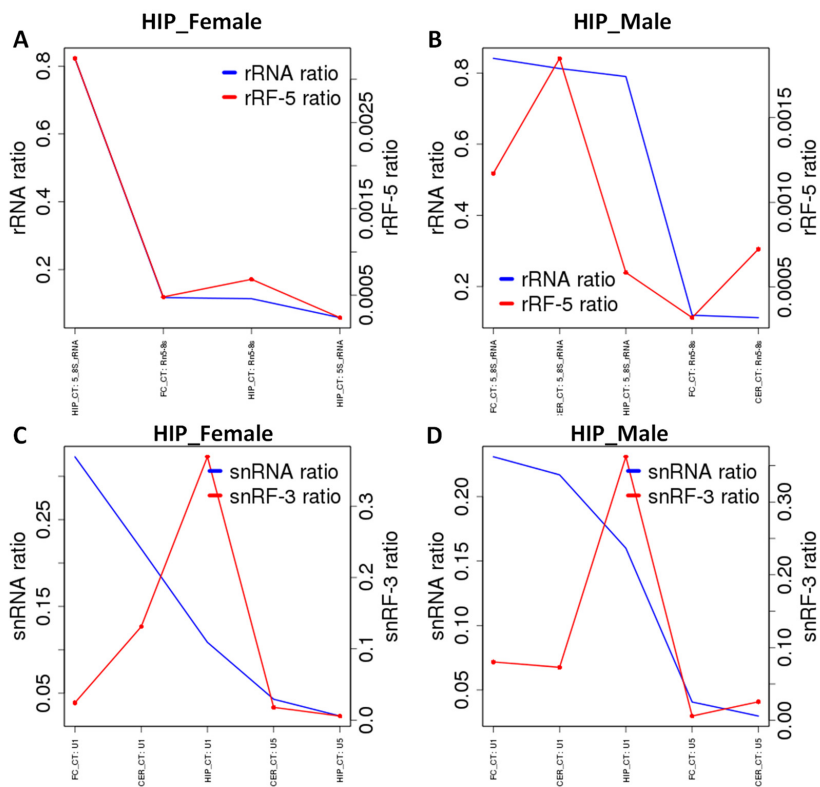 HIP_Female
A
rRNA ratio
rRF-5 ratio
0.8
0.6
0.4
0.2
rRNA ratio
0.0025
0.0015
0.0005
rRF-5 ratio
HIP_CT: 5_8S_rRNA
FC_CT: Rn5-8s
HIP_CT: Rn5-8s
HIP_CT: 5S_rRNA
HIP_Male
B
rRNA ratio
rRF-5 ratio
0.8
0.6
0.4
0.2
rRNA ratio
0.0015
0.0010
0.0005
rRF-5 ratio
FC_CT: 5_8S_rRNA
CER_CT: 5_8S_rRNA
HIP_CT: 5_8S_rRNA
FC_CT: Rn5-8s
CER_CT: Rn5-8s
C
HIP_Female
snRNA ratio
snRF-3 ratio
0.25
0.15
0.05
snRNA ratio
0.3
0.2
0.1
0.0
snRF-3 ratio
FC_CT: U1
CER_CT: U1
HIP_CT: U1
CER_CT: U5
HIP_CT: U5
D
HIP_Male
snRNA ratio
snRF-3 ratio
0.20
0.15
0.10
0.05
snRNA ratio
0.30
0.20
0.10
0.00
snRF-3 ratio
FC_CT: U1
CER_CT: U1
HIP_CT: U1
FC_CT: U5
CER_CT: U5